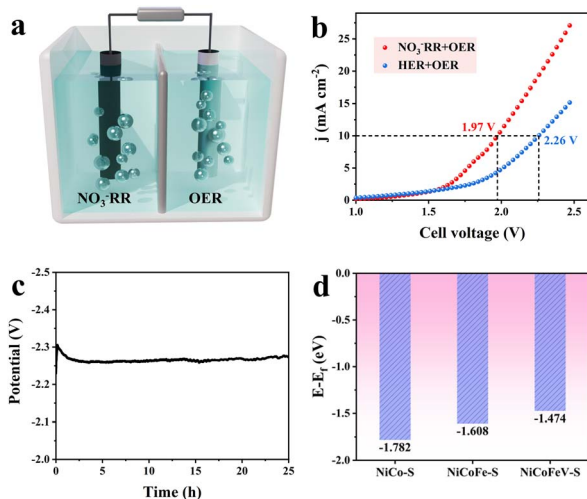 a
NO₃⁻RR
OER
b
NO₃⁻RR+OER
HER+OER
1.97 V
2.26 V
25
20
15
10
5
0
1.0 1.5 2.0 2.5
j (mA cm⁻²)
Cell voltage (V)
c
-2.5
-2.4
-2.3
-2.2
-2.1
-2.0
0 5 10 15 20 25
Potential (V)
Time (h)
d
0.0
-0.5
-1.0
-1.5
-2.0
E-Ef (eV)
-1.782
-1.608
-1.474
NiCo-S NiCoFe-S NiCoFeV-S